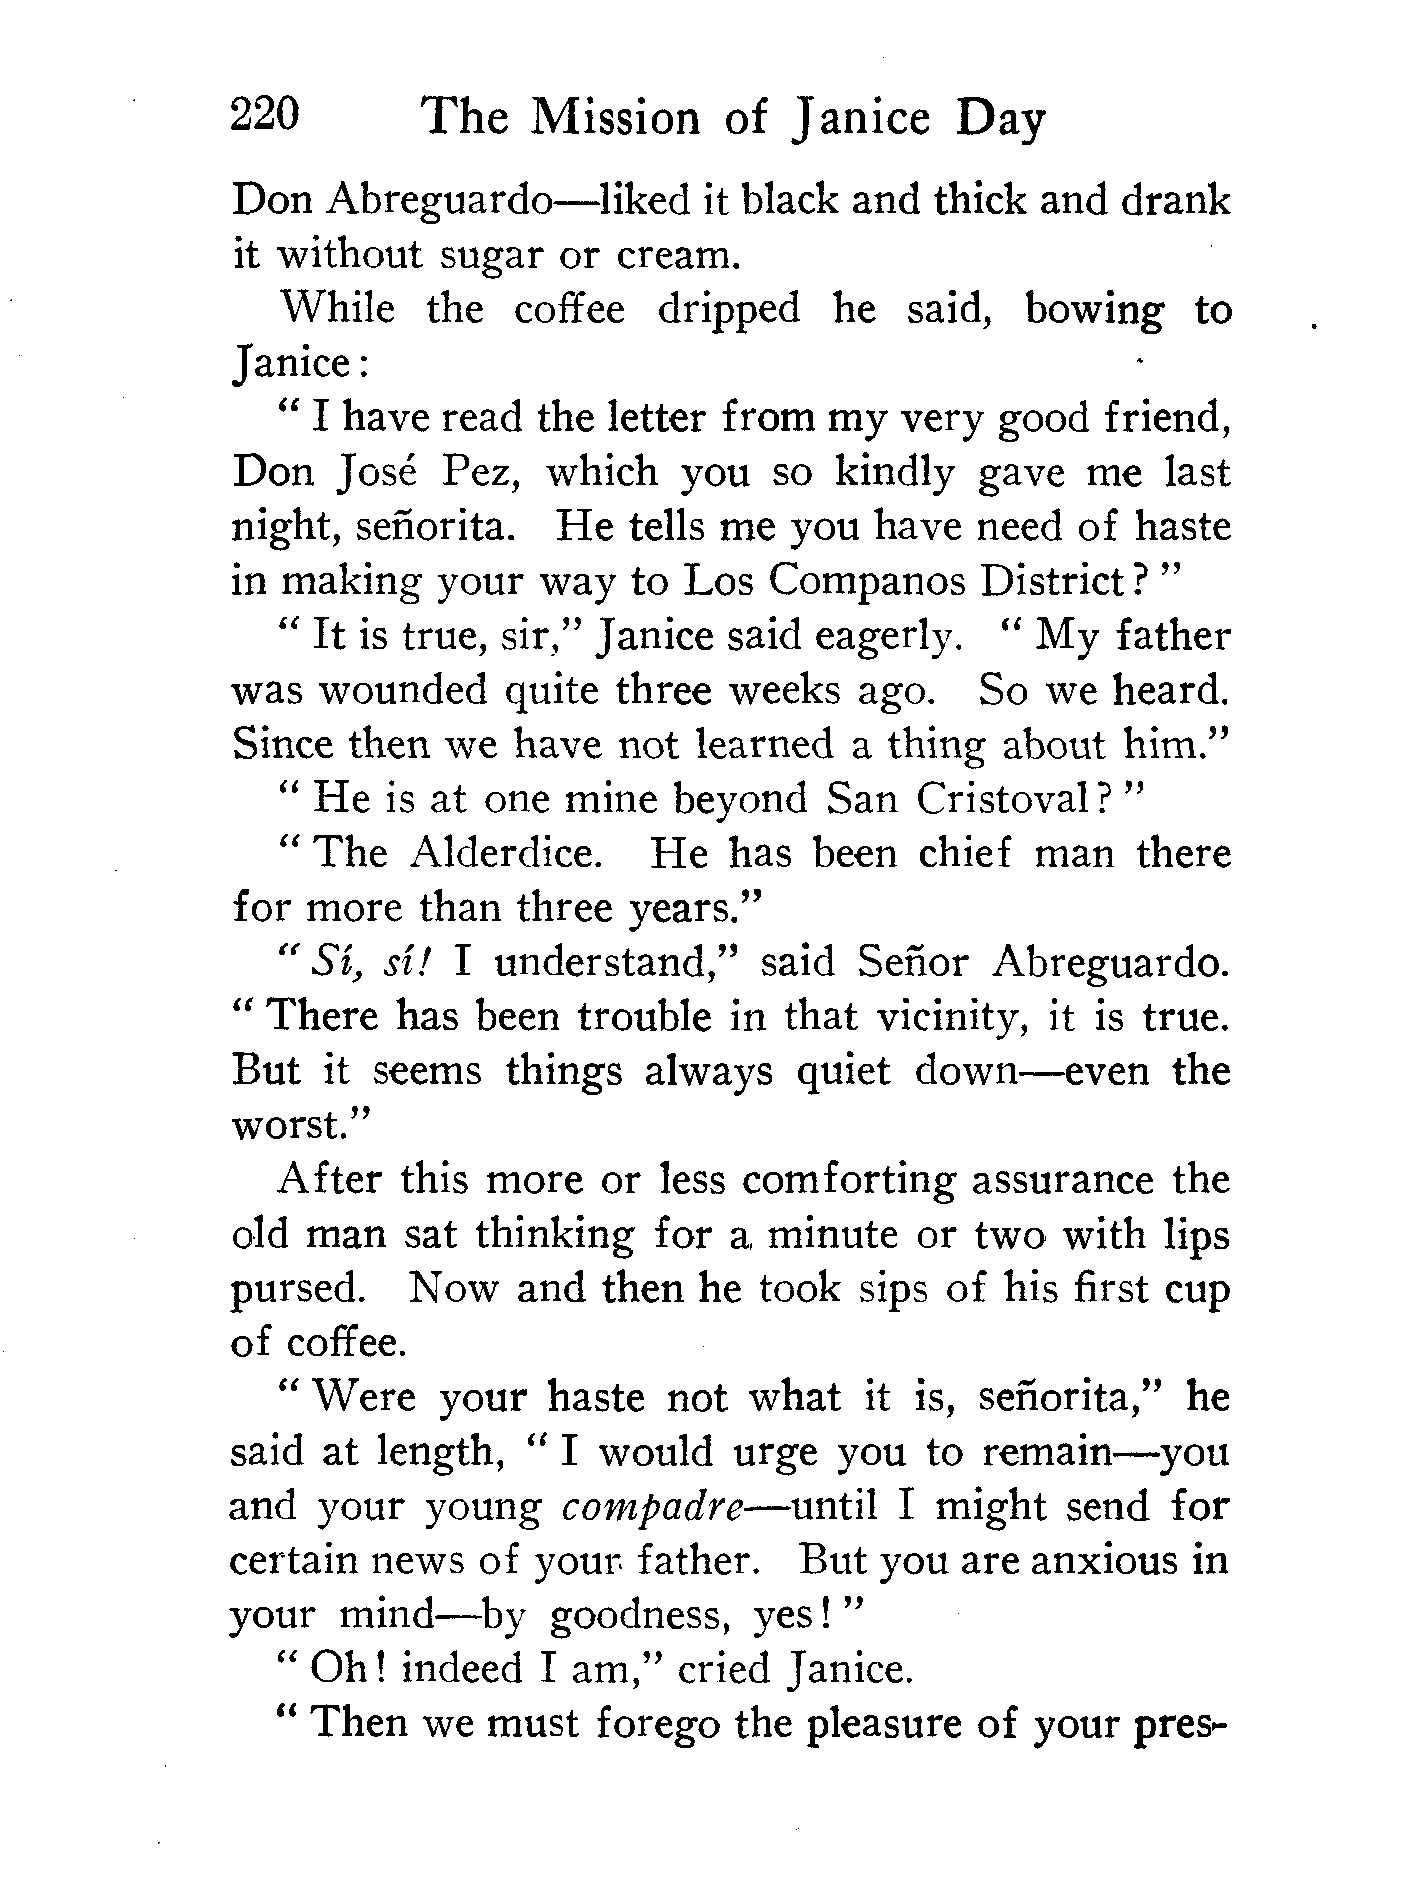 220 The Mission of Janice Day
Don Abreguardo—liked it black and thick and drank
it without sugar or cream.
While the coffee dripped he said, bowing to
Janice:
" I have read the letter from my very good friend,
Don José Pez, which you so kindly gave me last
night, señorita. He tells me you have need of haste
in making your way to Los Companos District? "
" It is true, sir," Janice said eagerly. " My father
was wounded quite three weeks ago. So we heard.
Since then we have not learned a thing about him."
" He is at one mine beyond San Cristoval? "
" The Alderdice. He has been chief man there
for more than three years."
" Sí, sí! I understand," said Señor Abreguardo.
" There has been trouble in that vicinity, it is true.
But it seems things always quiet down—even the
worst."
After this more or less comforting assurance the
old man sat thinking for a minute or two with lips
pursed. Now and then he took sips of his first cup
of coffee.
" Were your haste not what it is, señorita," he
said at length, " I would urge you to remain—you
and your young compadre—until I might send for
certain news of your father. But you are anxious in
your mind—by goodness, yes! "
" Oh! indeed I am," cried Janice.
" Then we must forego the pleasure of your pres-